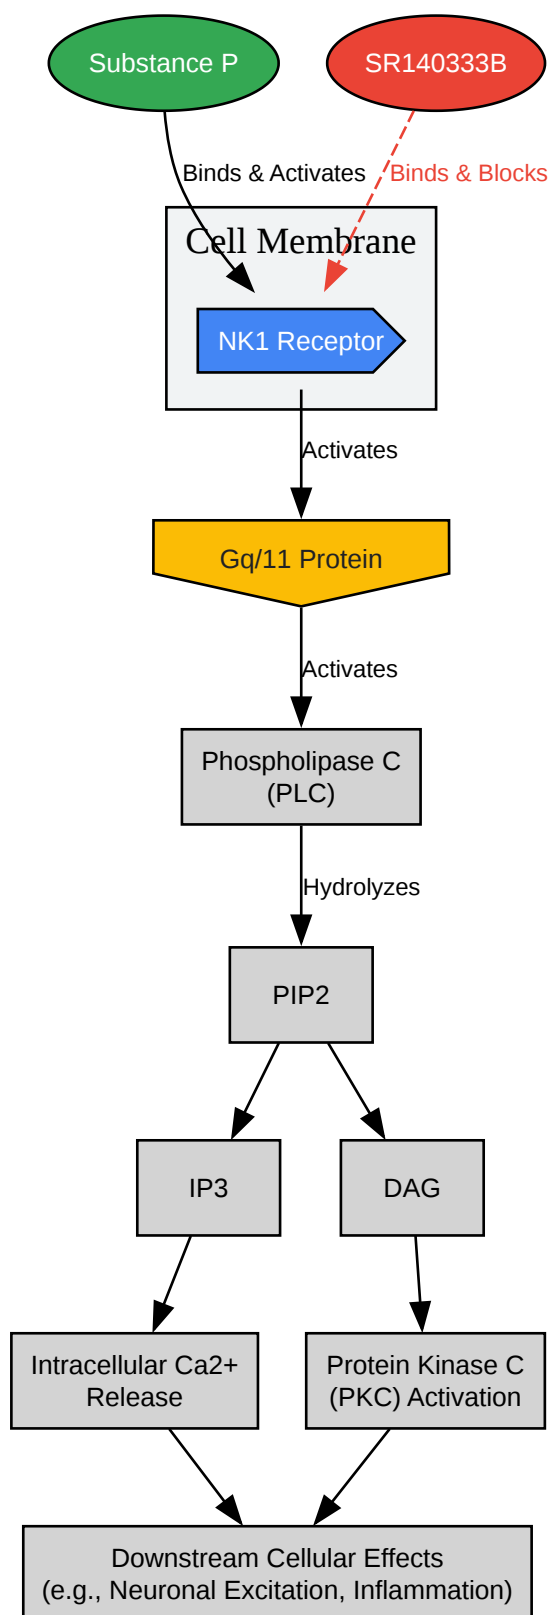 Substance P
SR140333B
Binds & Activates
Binds & Blocks
Cell Membrane
NK1 Receptor
Activates
Gq/11 Protein
Activates
Phospholipase C
(PLC)
Hydrolyzes
PIP2
IP3
DAG
Intracellular Ca2+
Release
Protein Kinase C
(PKC) Activation
Downstream Cellular Effects
(e.g., Neuronal Excitation, Inflammation)